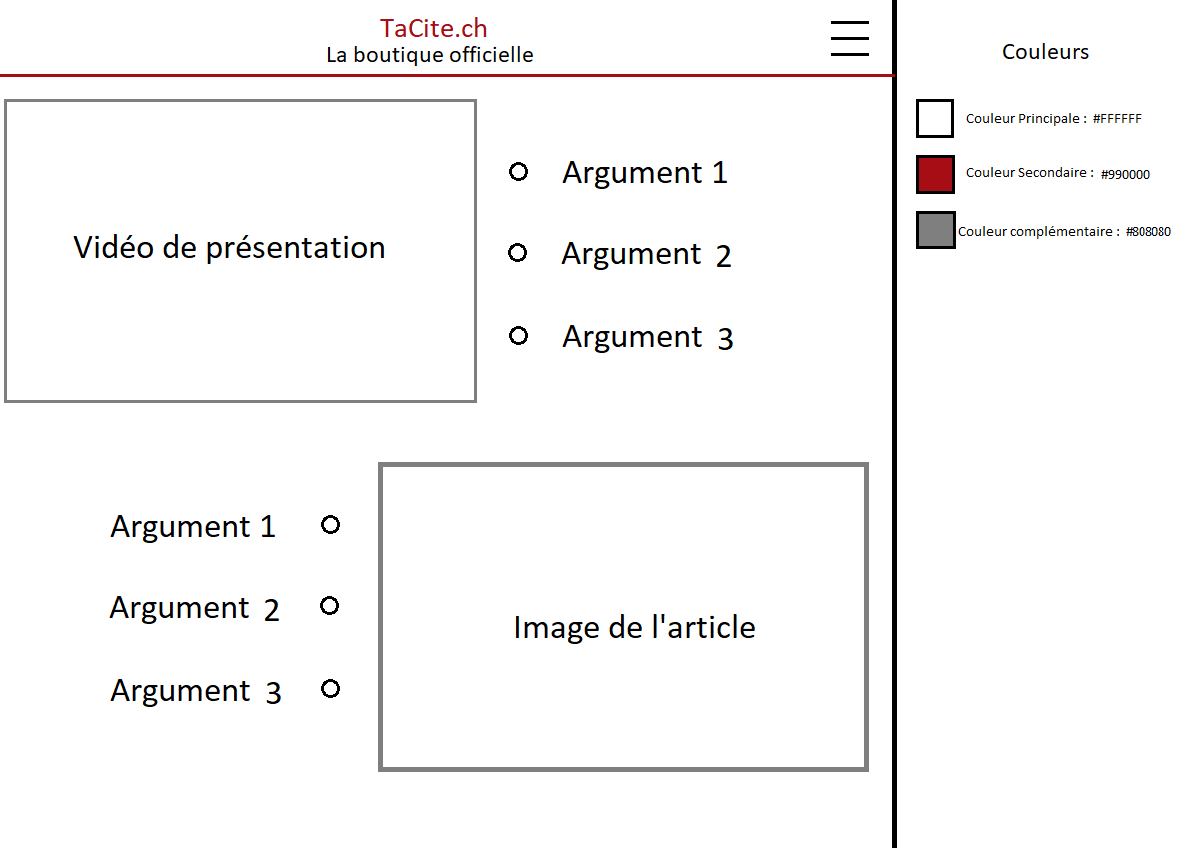 TaCite.ch
La boutique officielle
Couleurs
Couleur Principale : #FFFFFF
Couleur Secondaire : #990000
Couleur complémentaire : #808080
Vidéo de présentation
Argument 1
Argument 2
Argument 3
Argument 1
Argument 2
Argument 3
Image de l'article